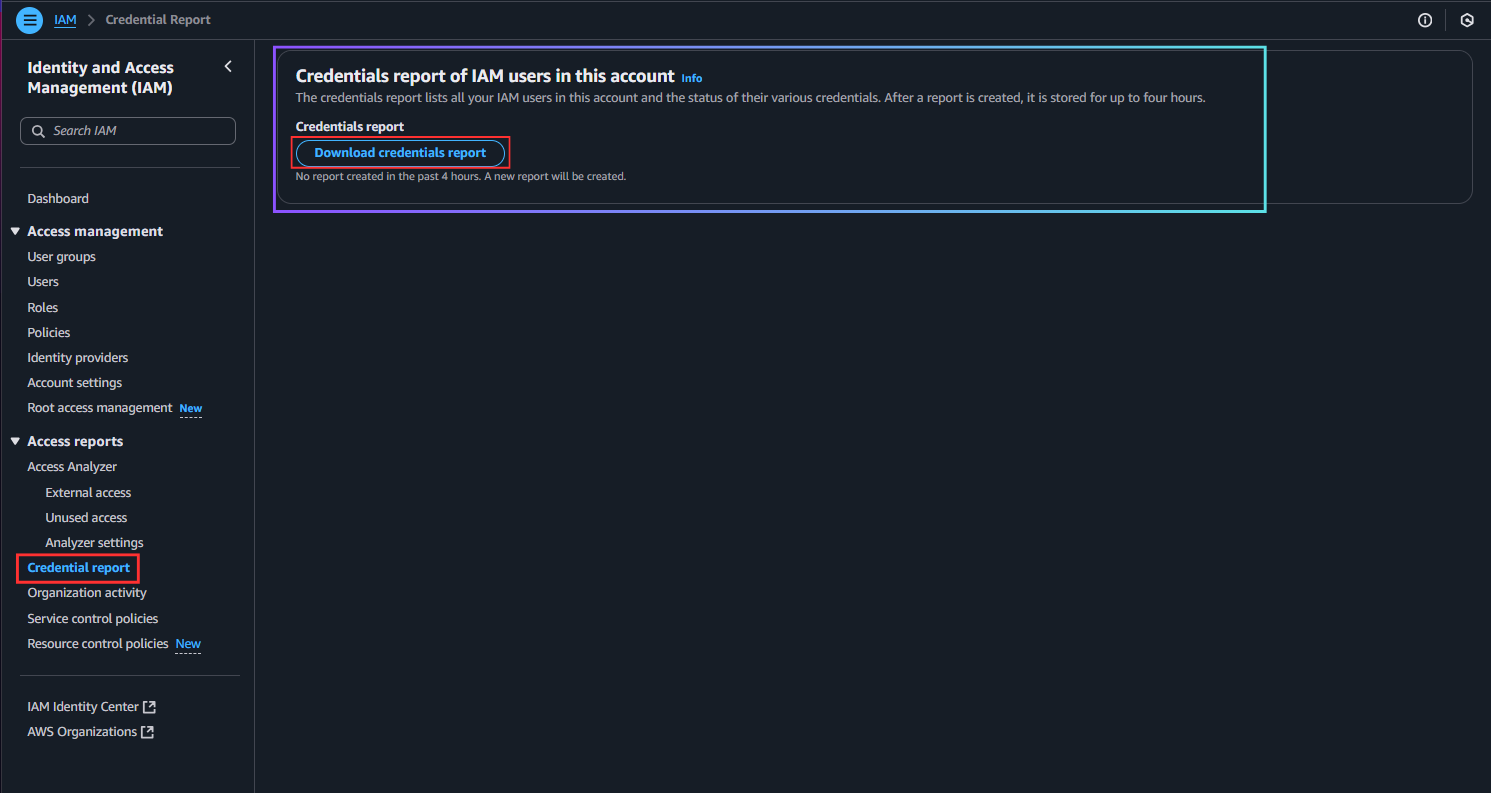 IAM > Credential Report
Identity and Access
Management (IAM)
Search IAM
Dashboard
Access management
User groups
Users
Roles
Policies
Identity providers
Account settings
Root access management New
Access reports
Access Analyzer
External access
Unused access
Analyzer settings
Credential report
Organization activity
Service control policies
Resource control policies New
IAM Identity Center
AWS Organizations
Credentials report of IAM users in this account Info
The credentials report lists all your IAM users in this account and the status of their various credentials. After a report is created, it is stored for up to four hours.
Credentials report
Download credentials report
No report created in the past 4 hours. A new report will be created.